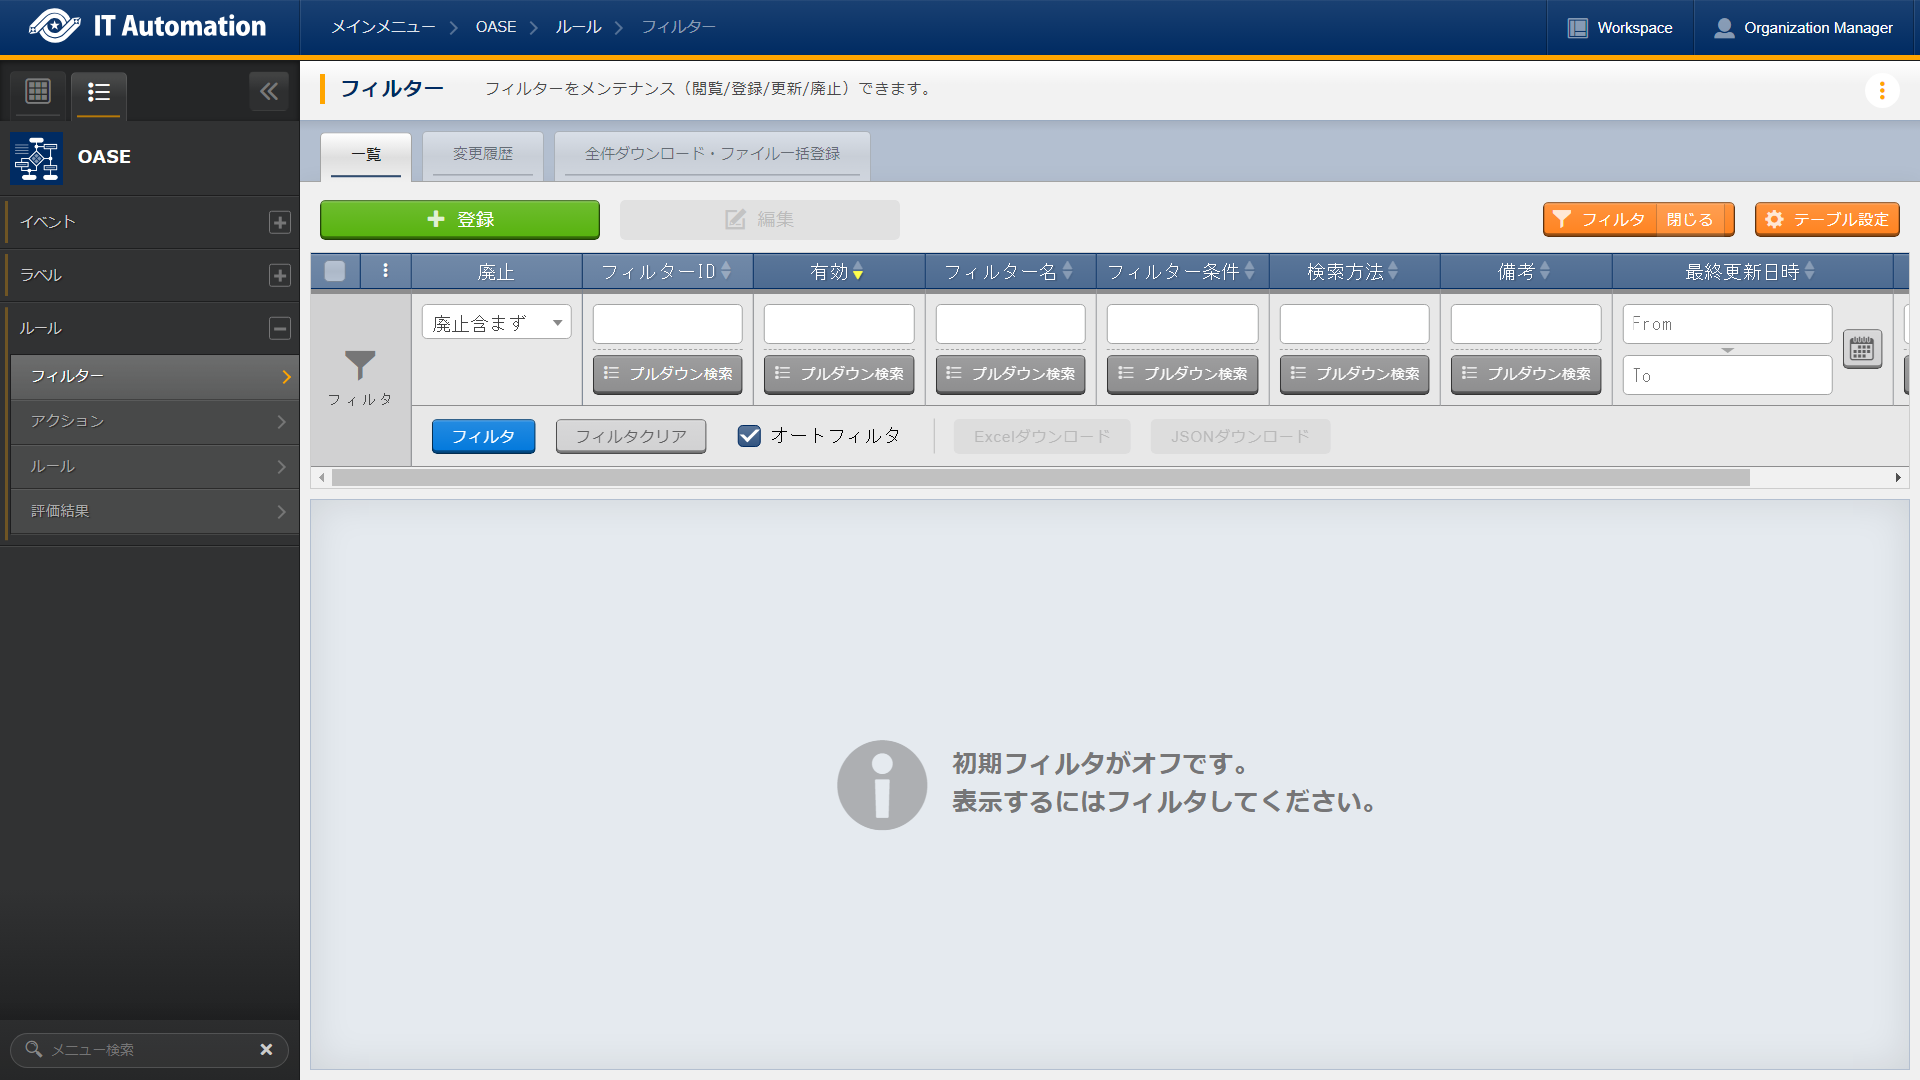 IT Automation
メインメニュー
OASE
ルール
フィルター
Workspace
Organization Manager
OASE
イベント
ラベル
ルール
フィルター
アクション
ルール
評価結果
メニュー検索
フィルター
フィルターをメンテナンス（閲覧/登録/更新/廃止）できます。
一覧
変更履歴
全件ダウンロード・ファイル一括登録
登録
編集
フィルタ
閉じる
テーブル設定
廃止
フィルターID
有効
フィルター名
フィルター条件
検索方法
備考
最終更新日時
フィルタ
廃止含まず
プルダウン検索
プルダウン検索
プルダウン検索
プルダウン検索
プルダウン検索
プルダウン検索
From
To
フィルタ
フィルタクリア
オートフィルタ
Excelダウンロード
JSONダウンロード
初期フィルタがオフです。
表示するにはフィルタしてください。